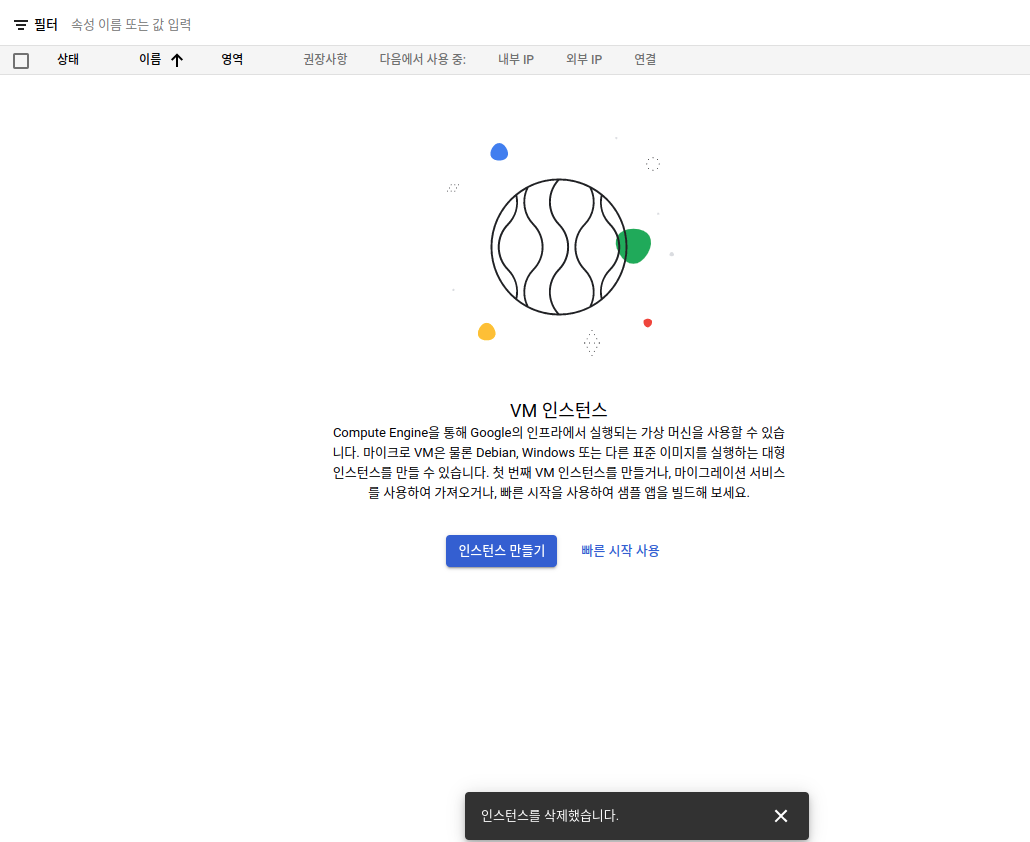 필터 속성 이름 또는 값 입력
상태 이름 영역 권장사항 다음에서 사용 중: 내부 IP 외부 IP 연결
VM 인스턴스
Compute Engine을 통해 Google의 인프라에서 실행되는 가상 머신을 사용할 수 있습
니다. 마이크로 VM은 물론 Debian, Windows 또는 다른 표준 이미지를 실행하는 대형
인스턴스를 만들 수 있습니다. 첫 번째 VM 인스턴스를 만들거나, 마이그레이션 서비스
를 사용하여 가져오거나, 빠른 시작을 사용하여 샘플 앱을 빌드해 보세요.
인스턴스 만들기 빠른 시작 사용
인스턴스를 삭제했습니다.